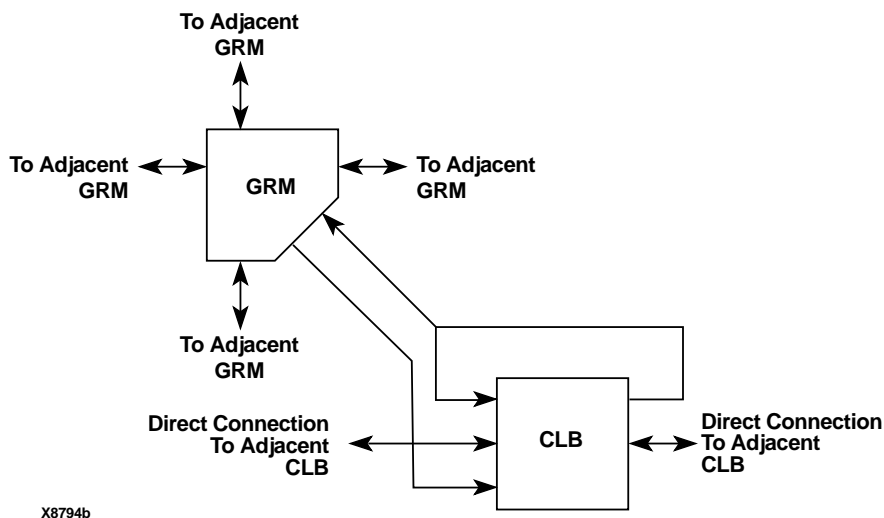 To Adjacent
GRM
To Adjacent
GRM
GRM
To Adjacent
GRM
To Adjacent
GRM
Direct Connection
To Adjacent
CLB
CLB
Direct Connection
To Adjacent
CLB
X8794b